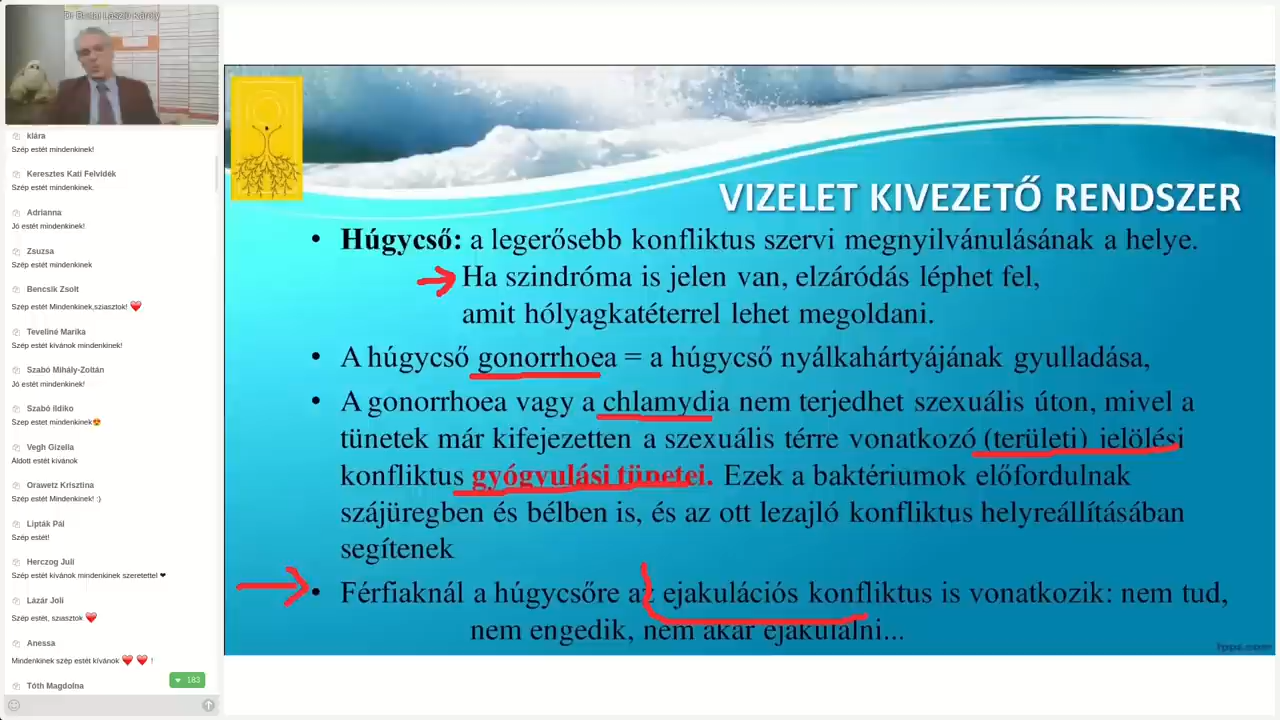 klára
Szép estét mindenkinek!
Keresztes Kati Felvidék
Szép estét mindenkinek.
Adrianna
Jó estét mindenkinek!
Zsuzsa
Szép estét mindenkinek
Bencsik Zsolt
Szép estét Mindenkinek,sziasztok!
Teveliné Marika
Szép estét kívánok mindenkinek!
Szabó Mihály-Zoltán
Jó estét mindenkinek!
Szabó Ildiko
Szep estet mindenkinek
Vegh Gizella
Áldott estét kívánok
Orawetz Krisztina
Szép estét Mindenkinek! :)
Lipták Pál
Szép estét!
Herczog Juli
Szép estét kívánok mindenkinek szeretettel ❤
Lázár Joli
Szép estét, sziasztok
Anessa
Mindenkinek szép estét kívánok !
Tóth Magdolna
183
VIZELET KIVEZETŐ RENDSZER
• Húgycső: a legerősebb konfliktus szervi megnyilvánulásának a helye.
Ha szindróma is jelen van, elzáródás léphet fel,
amit hólyagkatéterrel lehet megoldani.
• A húgycső gonorrhoea = a húgycső nyálkahártyájának gyulladása,
• A gonorrhoea vagy a chlamydia nem terjedhet szexuális úton, mivel a
tünetek már kifejezetten a szexuális térre vonatkozó (területi) jelölési
konfliktus gyógyulási tünetei. Ezek a baktériumok előfordulnak
szájüregben és bélben is, és az ott lezajló konfliktus helyreállításában
segítenek
• Férfiaknál a húgycsőre az ejakulációs konfliktus is vonatkozik: nem tud,
nem engedik, nem akar ejakulálni...